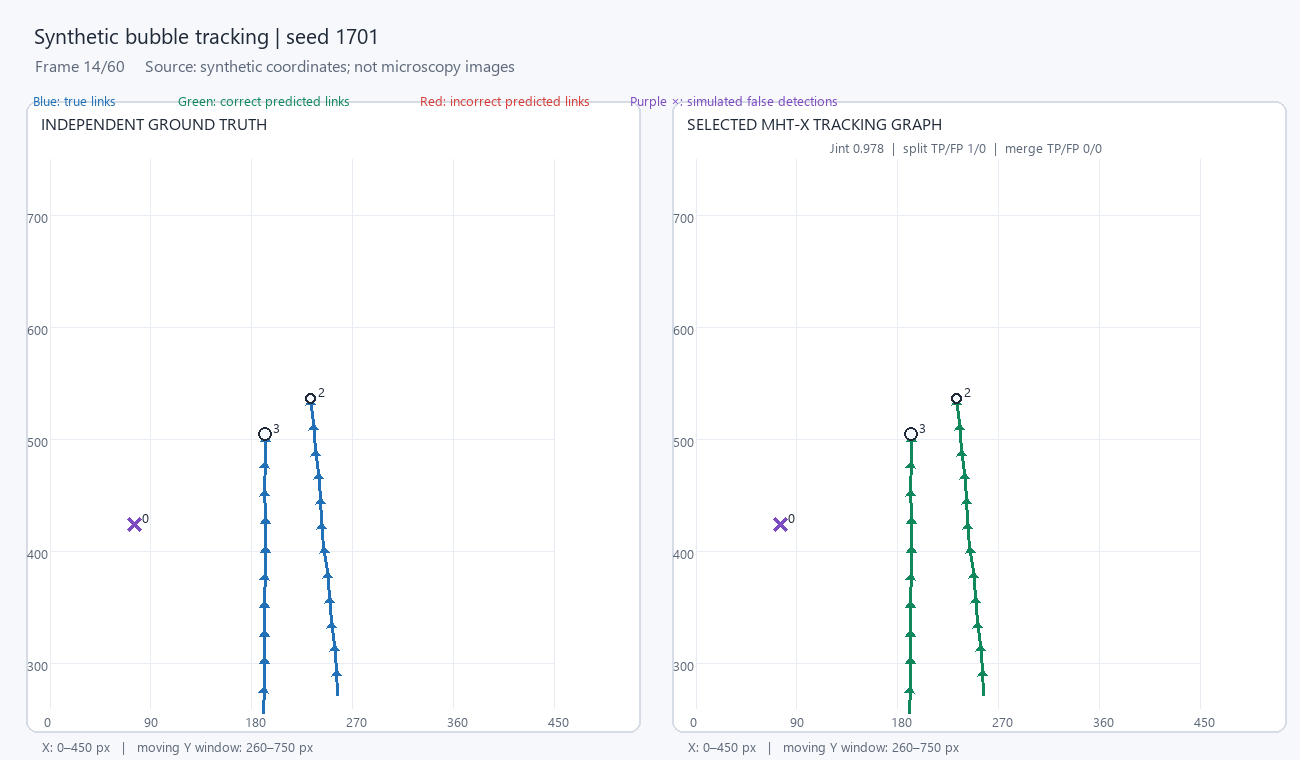 Synthetic bubble tracking | seed 1701
Frame 14/60 Source: synthetic coordinates; not microscopy images
Blue: true links Green: correct predicted links Red: incorrect predicted links Purple ×: simulated false detections
INDEPENDENT GROUND TRUTH
700
600
500
400
300
2
3
0
0 90 180 270 360 450
X: 0–450 px | moving Y window: 260–750 px
SELECTED MHT-X TRACKING GRAPH
Jint 0.978 | split TP/FP 1/0 | merge TP/FP 0/0
700
600
500
400
300
2
3
0
0 90 180 270 360 450
X: 0–450 px | moving Y window: 260–750 px